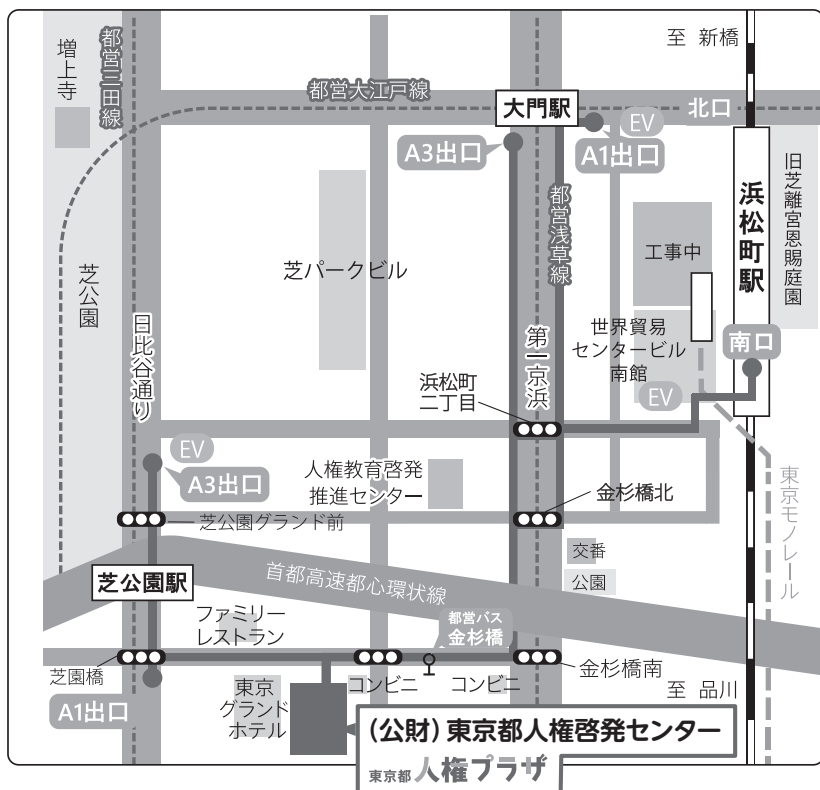 至 新橋
増上寺
都営三田線
都営大江戸線
大門駅
北口
EV
A3出口
A1出口
都営浅草線
浜松町駅
旧芝離宮恩賜庭園
工事中
芝公園
芝パークビル
日比谷通り
第一京浜
世界貿易
センタービル
南館
南口
EV
浜松町
二丁目
EV
A3出口
人権教育啓発
推進センター
金杉橋北
東京モノレール
芝公園グランド前
交番
首都高速都心環状線
公園
芝公園駅
ファミリー
レストラン
都営バス
金杉橋
芝園橋
金杉橋南
コンビニ
コンビニ
至 品川
東京
グランド
ホテル
A1出口
(公財)東京都人権啓発センター
東京都 人権プラザ